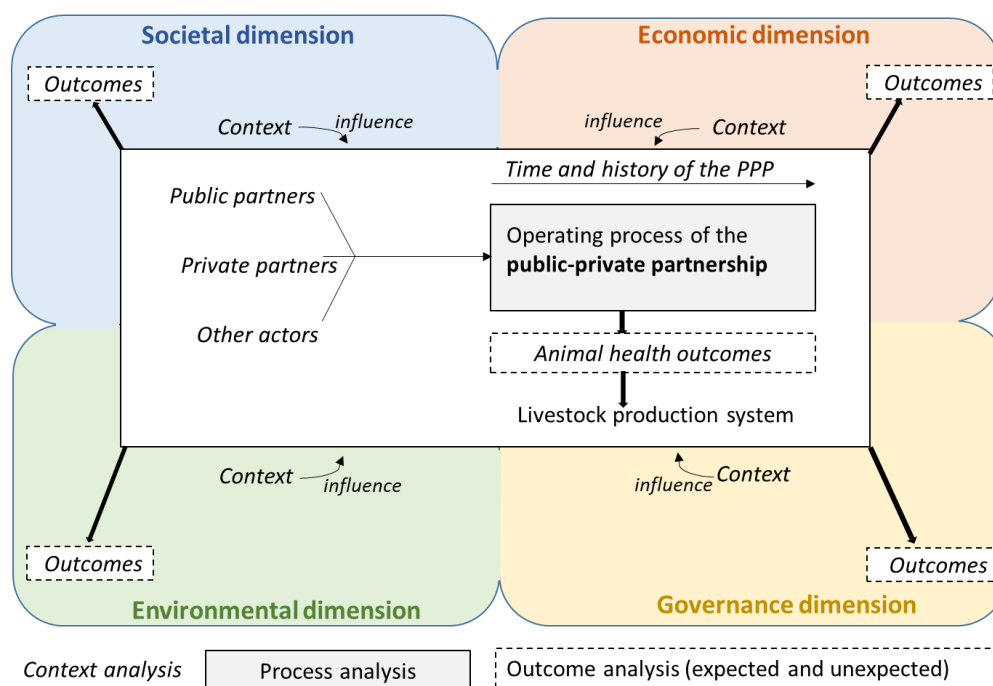 Societal dimension
Economic dimension
Outcomes
Outcomes
Context
influence
influence
Context
Time and history of the PPP
Public partners
Operating process of the
public-private partnership
Private partners
Other actors
Animal health outcomes
Livestock production system
Context
influence
influence
Context
Outcomes
Outcomes
Environmental dimension
Governance dimension
Context analysis
Process analysis
Outcome analysis (expected and unexpected)